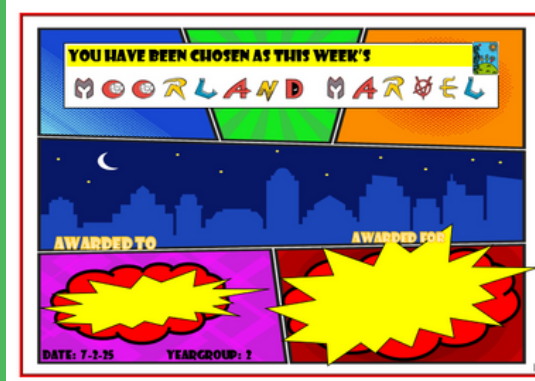 YOU HAVE BEEN CHOSEN AS THIS WEEK'S
MOORLAND MARVEL
AWARDED TO
AWARDED FOR
DATE: 7-2-25 YEARGROUP: 2